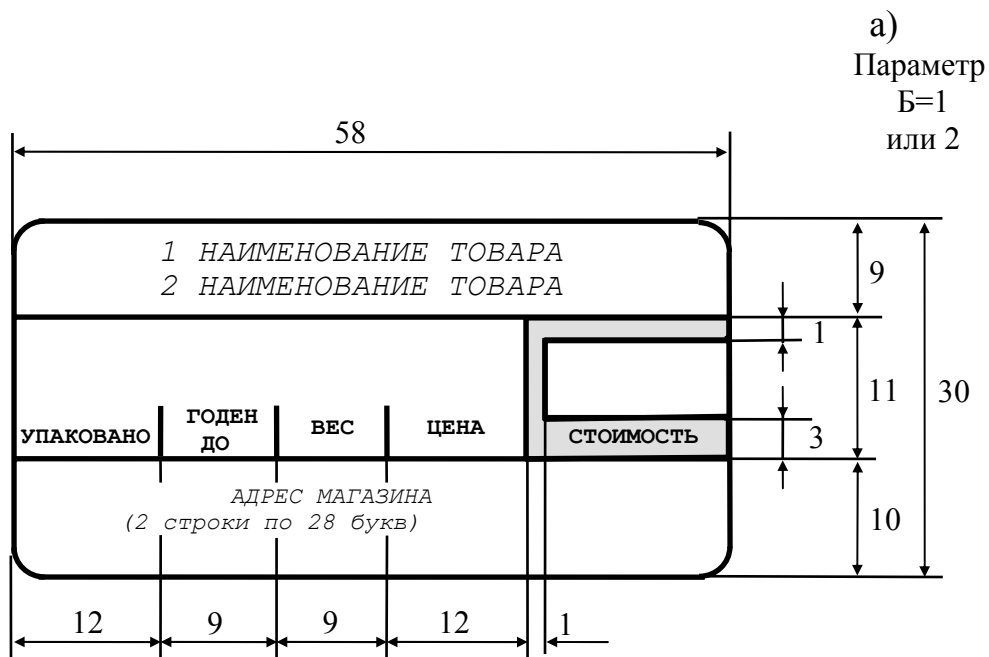 а)
Параметр
Б=1
или 2
58
1 НАИМЕНОВАНИЕ ТОВАРА
2 НАИМЕНОВАНИЕ ТОВАРА
9
1
11
30
УПАКОВАНО
ГОДЕН
ДО
ВЕС
ЦЕНА
СТОИМОСТЬ
3
АДРЕС МАГАЗИНА
(2 строки по 28 букв)
10
12
9
9
12
1